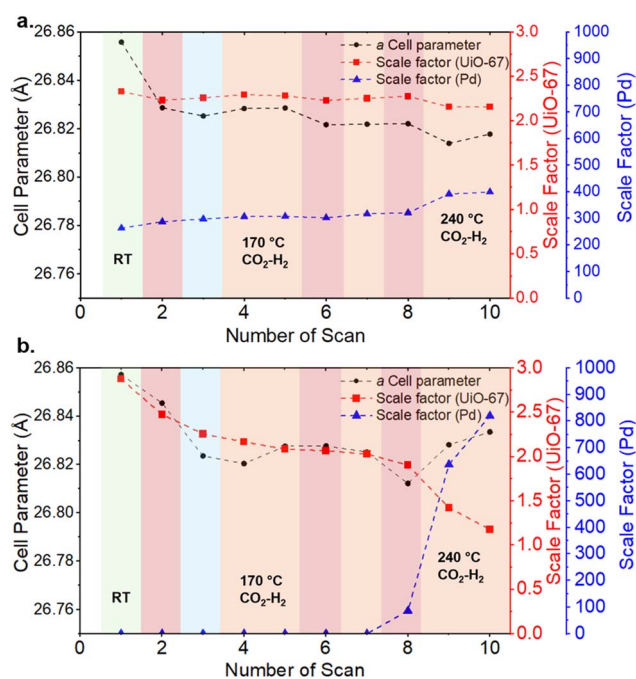 a.
26.86
26.84
26.82
26.80
26.78
26.76
Cell Parameter (Å)
a Cell parameter
Scale factor (UiO-67)
Scale factor (Pd)
RT
170 °C
CO₂-H₂
240 °C
CO₂-H₂
0 2 4 6 8 10
Number of Scan
3.0
2.5
2.0
1.5
1.0
0.5
0.0
Scale Factor (UiO-67)
1000
900
800
700
600
500
400
300
200
100
0
Scale Factor (Pd)
b.
26.86
26.84
26.82
26.80
26.78
26.76
Cell Parameter (Å)
a Cell parameter
Scale factor (UiO-67)
Scale factor (Pd)
RT
170 °C
CO₂-H₂
240 °C
CO₂-H₂
0 2 4 6 8 10
Number of Scan
3.0
2.5
2.0
1.5
1.0
0.5
0.0
Scale Factor (UiO-67)
1000
900
800
700
600
500
400
300
200
100
0
Scale Factor (Pd)